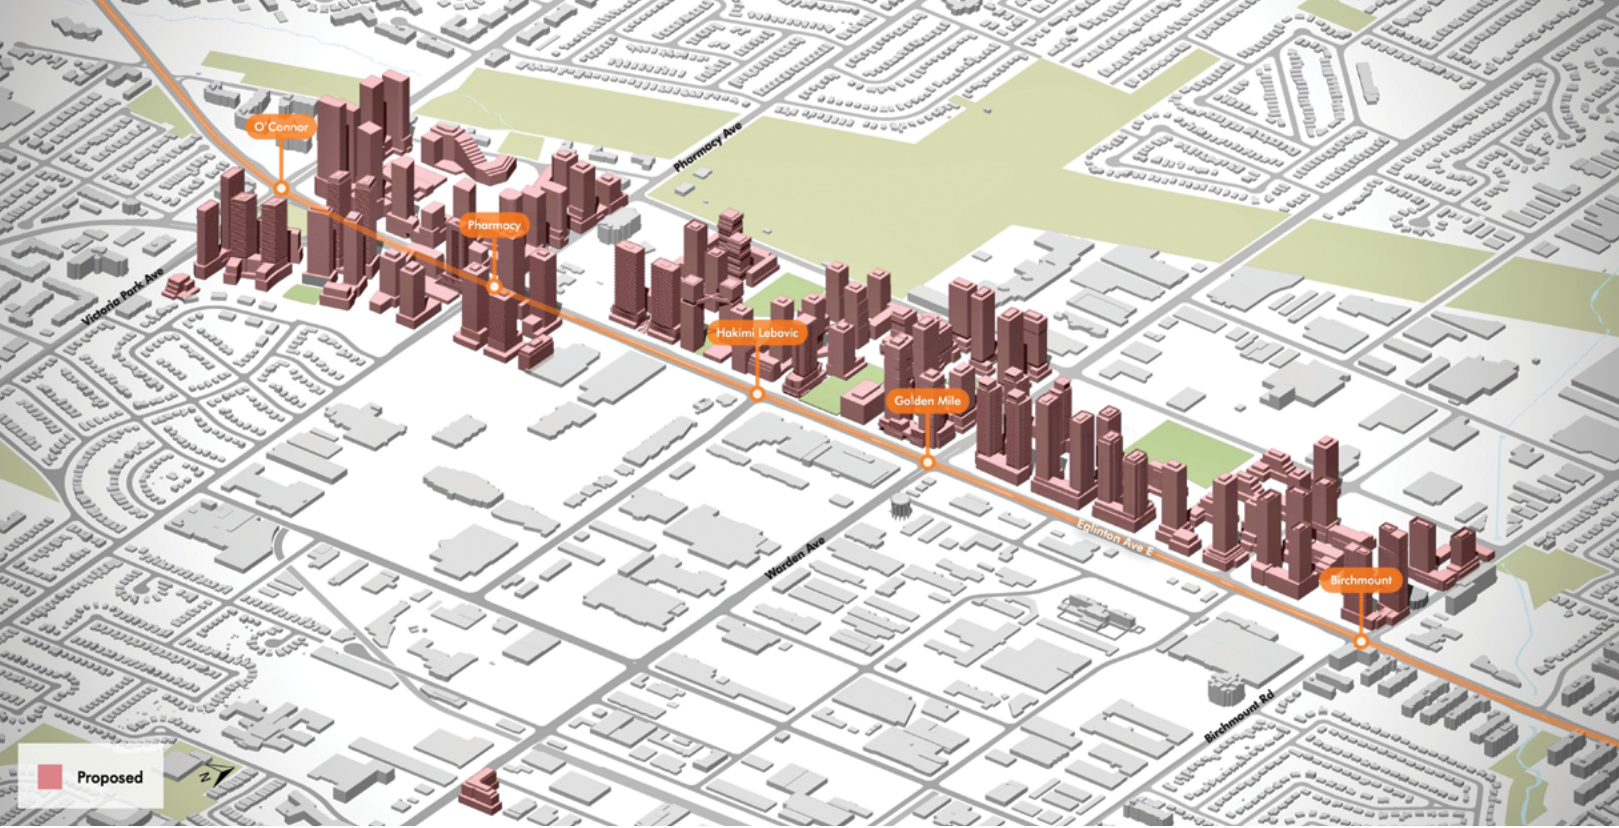 O'Connor
Pharmacy Ave
Pharmacy
Victoria Park Ave
Hakimi Lebovic
Golden Mile
Eglinton Ave E
Warden Ave
Birchmount
Birchmount Rd
Proposed
N